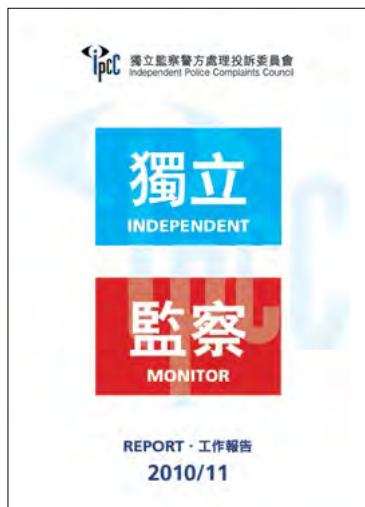 ipcc 獨立監察警方處理投訴委員會
Independent Police Complaints Council
獨立
INDEPENDENT
監察
MONITOR
REPORT · 工作報告
2010/11